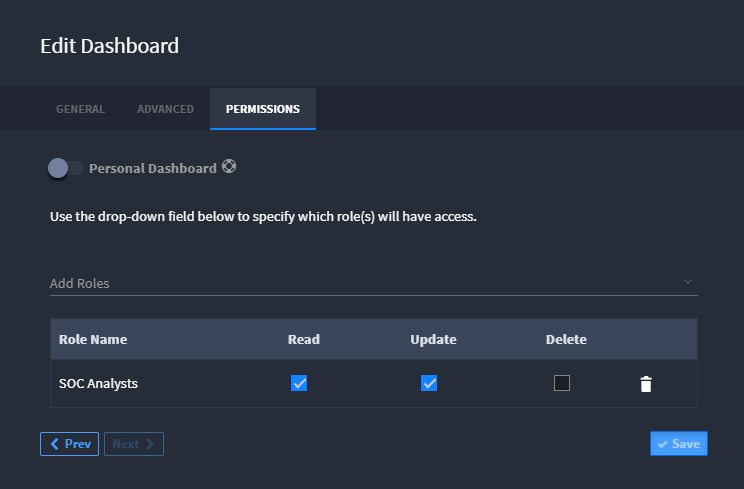 Edit Dashboard
GENERAL ADVANCED PERMISSIONS
Personal Dashboard
Use the drop-down field below to specify which role(s) will have access.
Add Roles
Role Name Read Update Delete
SOC Analysts
Prev Next Save